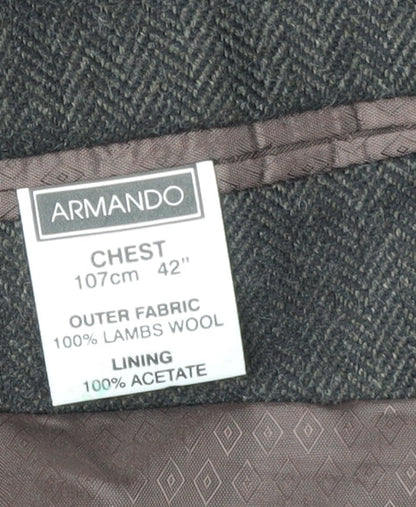 ARMANDO
CHEST
107cm 42"
OUTER FABRIC
100% LAMBS WOOL
LINING
100% ACETATE